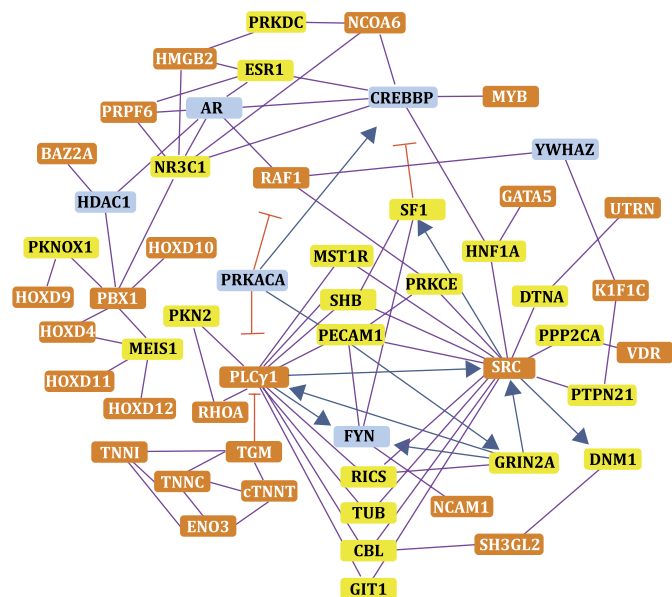 PRKDC
NCOA6
HMGB2
ESR1
CREBBP
MYB
PRPF6
AR
BAZ2A
NR3C1
RAF1
YWHAZ
HDAC1
SF1
GATA5
UTRN
PKNOX1
HOXD10
MST1R
HNF1A
PRKACA
PRKCE
HOXD9
PBX1
SHB
DTNA
K1F1C
HOXD4
PKN2
PECAM1
PPP2CA
MEIS1
VDR
PLCγ1
SRC
HOXD11
PTPN21
HOXD12
RHOA
FYN
TNNI
TGM
GRIN2A
DNM1
TNNC
cTNNT
RICS
NCAM1
ENO3
TUB
CBL
SH3GL2
GIT1